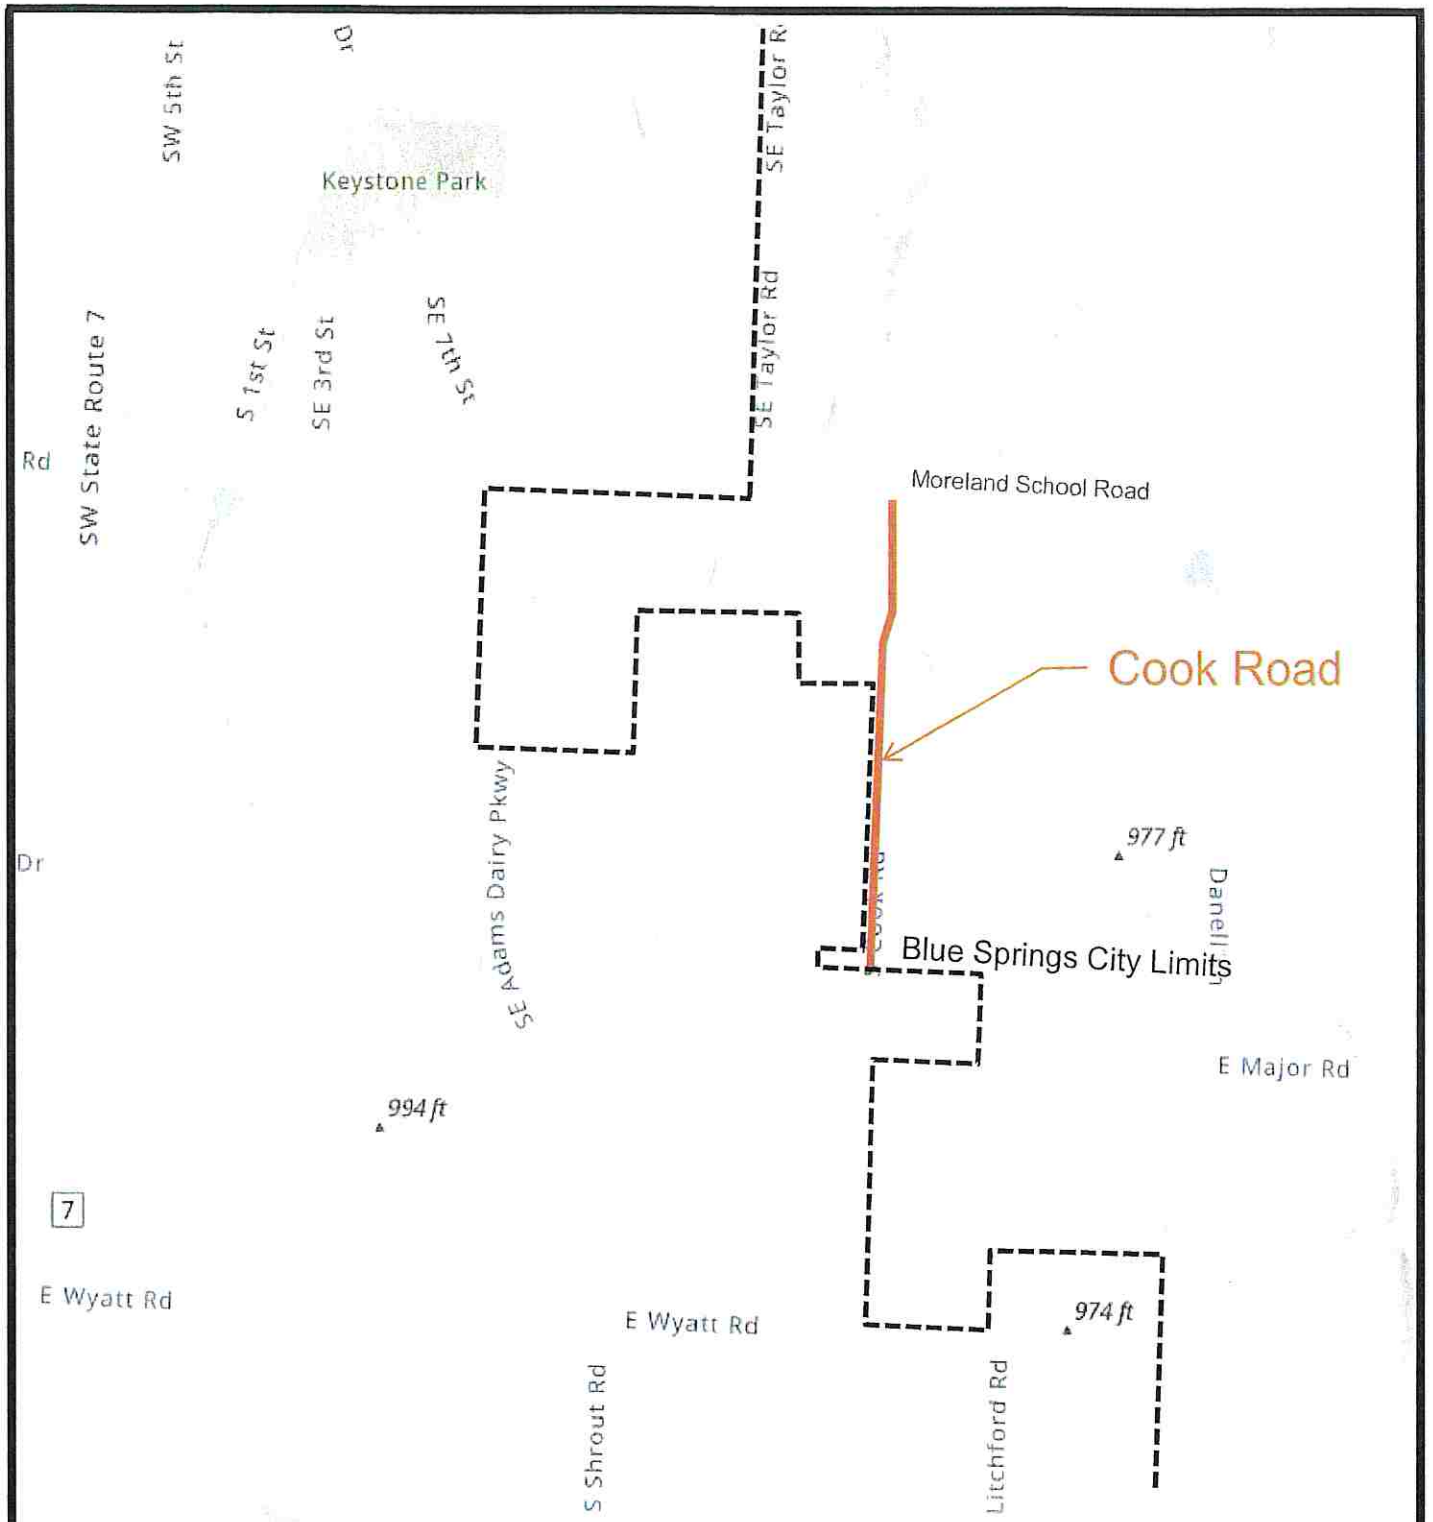 SW 5th St
Dr
SE Taylor R
Keystone Park
SE Taylor Rd
SW State Route 7
S 1st St
SE 3rd St
SE 7th St
Rd
Moreland School Road
Cook Road
SE Adams Dairy Pkwy
977 ft
Dr
Cook Rd
Blue Springs City Limits
E Major Rd
994 ft
7
E Wyatt Rd
E Wyatt Rd
974 ft
S Shrout Rd
Litchford Rd